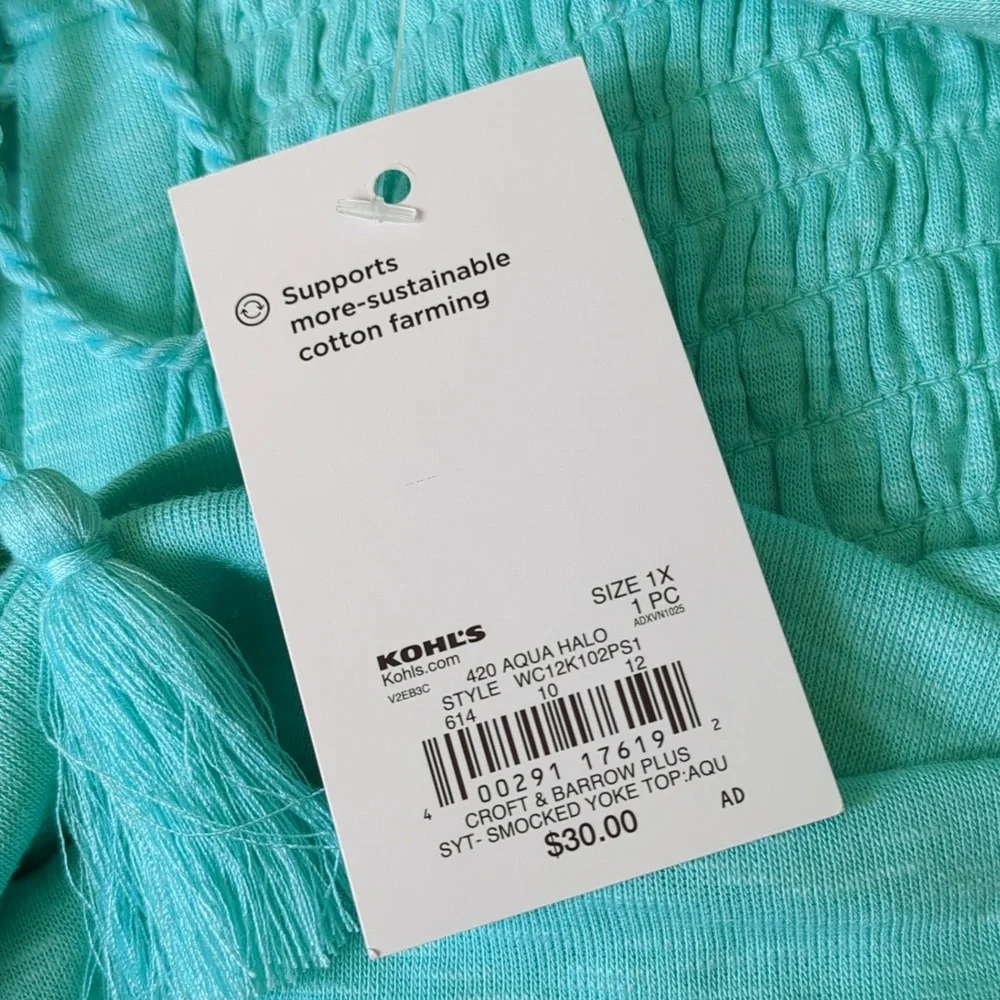 Supports
more-sustainable
cotton farming
SIZE 1X
1 PC
ADXVN1025
KOHL'S
Kohls.com
V2EB3C
420 AQUA HALO
STYLE WC12K102PS1
614 10 12
4 00291 17619 2
CROFT & BARROW PLUS
SYT- SMOCKED YOKE TOP:AQU
$30.00
AD